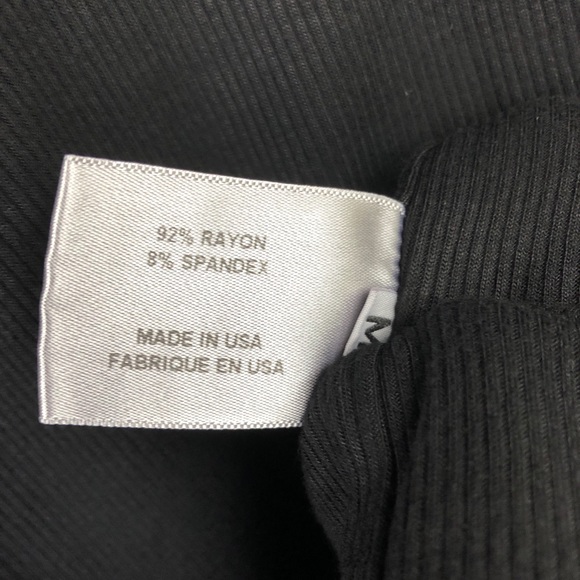 92% RAYON
8% SPANDEX
MADE IN USA
FABRIQUE EN USA
M